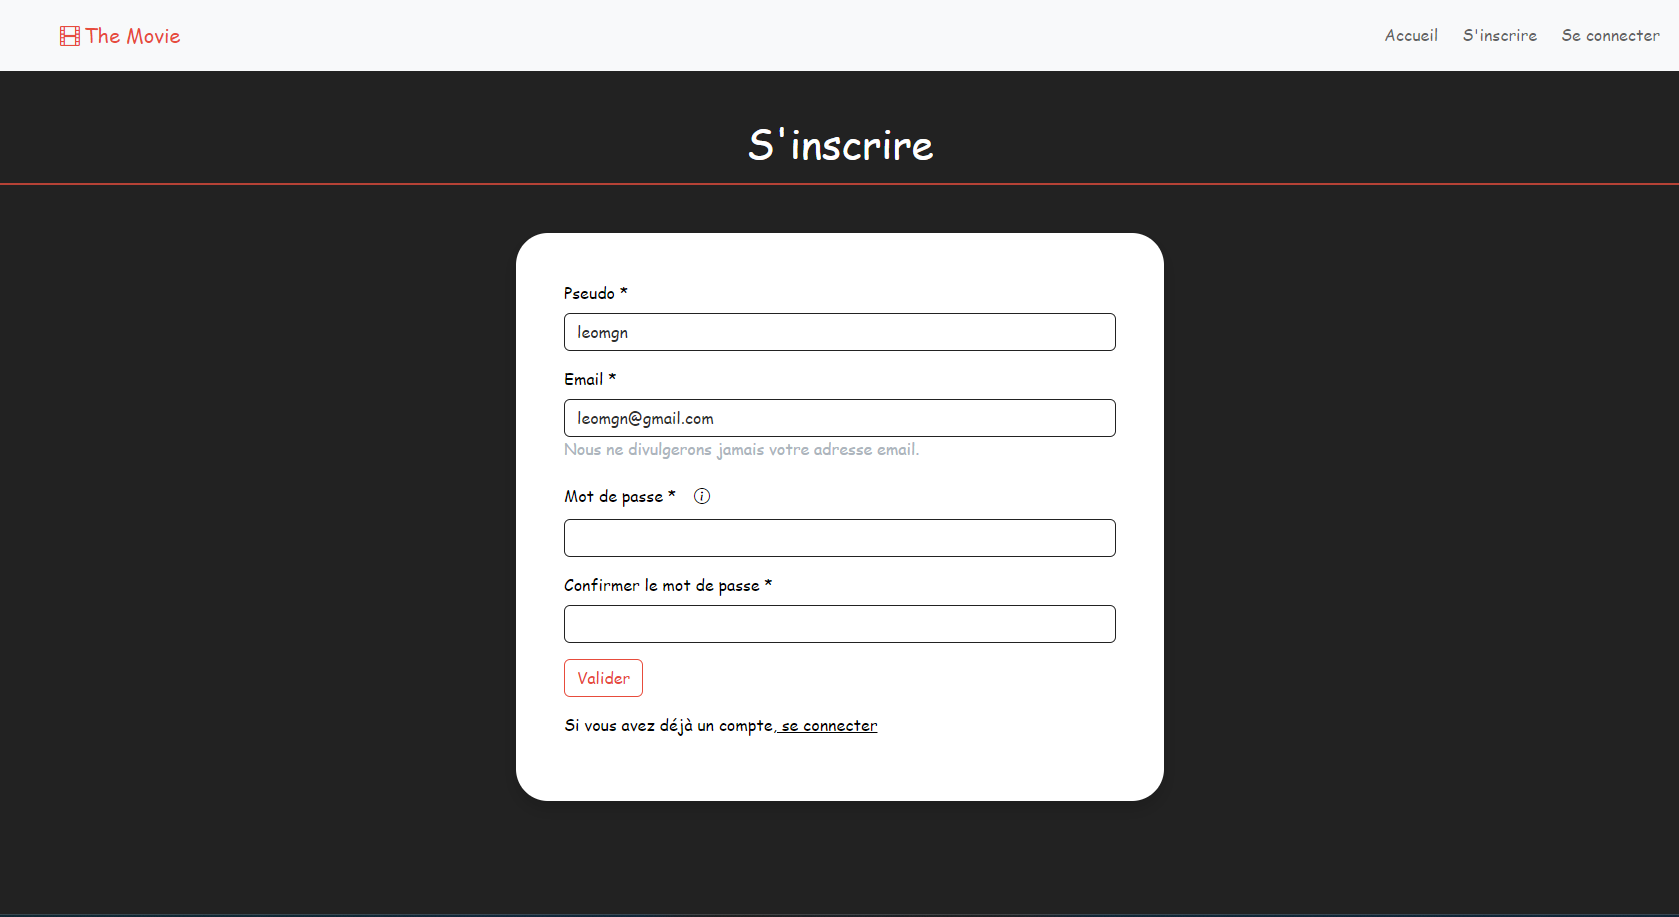 The Movie
Accueil S'inscrire Se connecter
S'inscrire
Pseudo *
leomgn
Email *
leomgn@gmail.com
Nous ne divulgerons jamais votre adresse email.
Mot de passe *
Confirmer le mot de passe *
Valider
Si vous avez déjà un compte, se connecter